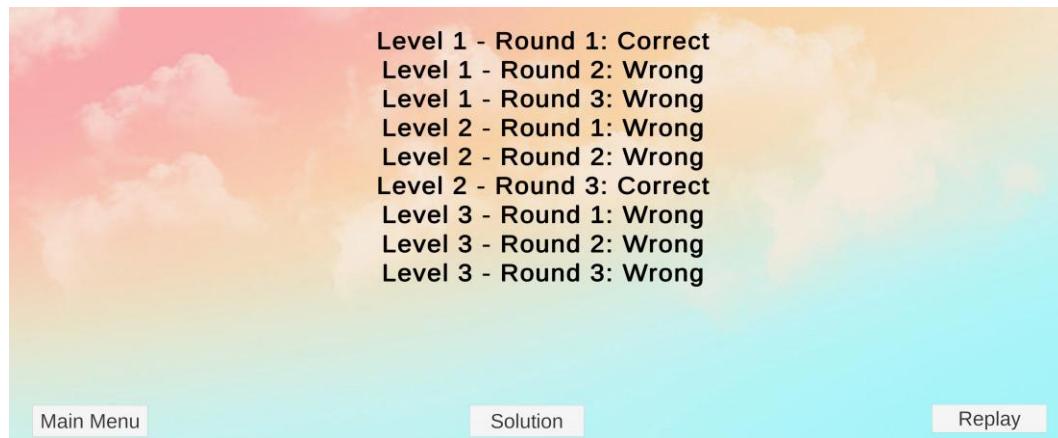 Level 1 - Round 1: Correct
Level 1 - Round 2: Wrong
Level 1 - Round 3: Wrong
Level 2 - Round 1: Wrong
Level 2 - Round 2: Wrong
Level 2 - Round 3: Correct
Level 3 - Round 1: Wrong
Level 3 - Round 2: Wrong
Level 3 - Round 3: Wrong
Main Menu
Solution
Replay